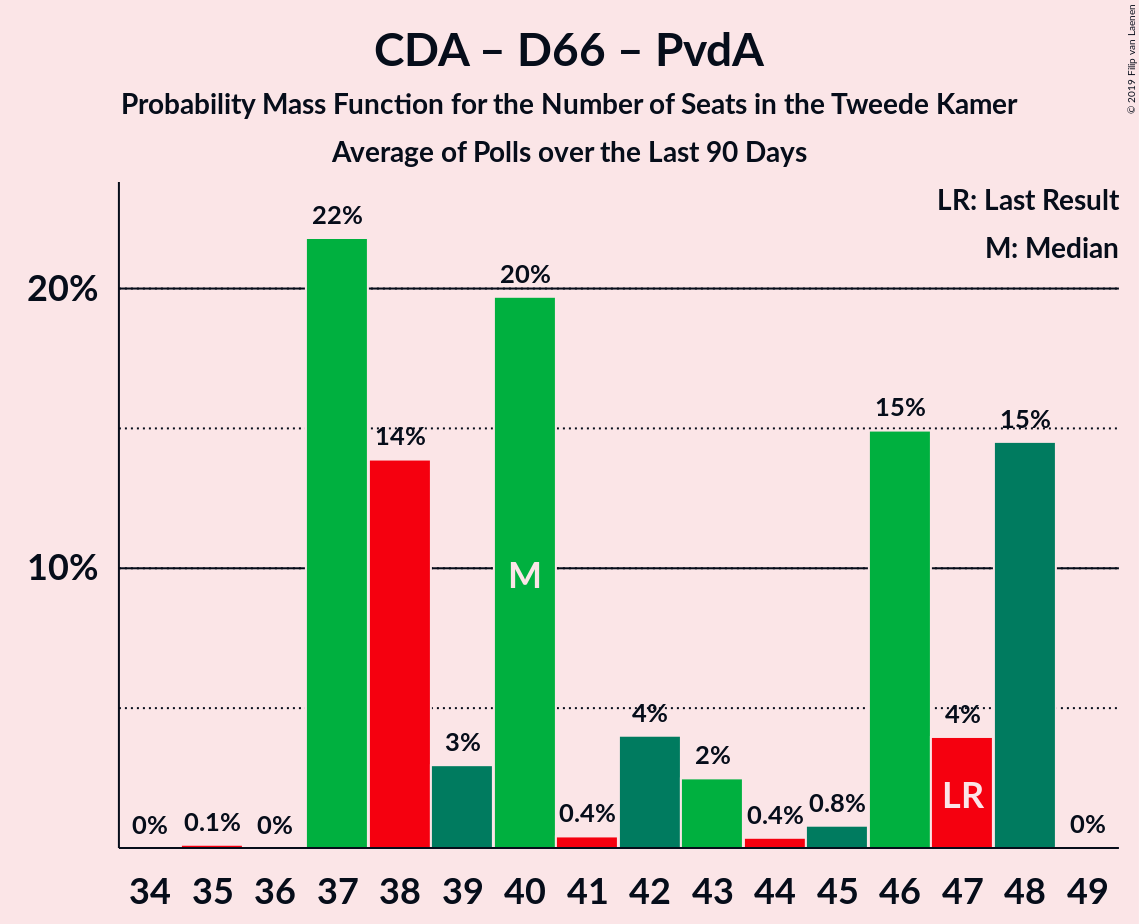 CDA – D66 – PvdA
Probability Mass Function for the Number of Seats in the Tweede Kamer
Average of Polls over the Last 90 Days
© 2019 Filip van Laenen
LR: Last Result
M: Median
20%
10%
0%
0.1%
0%
22%
14%
3%
20%
0.4%
4%
2%
0.4%
0.8%
15%
4%
15%
0%
M
LR
34 35 36 37 38 39 40 41 42 43 44 45 46 47 48 49